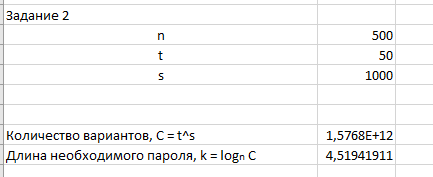 Задание 2
n 500
t 50
s 1000
Количество вариантов, C = t^s 1,5768E+12
Длина необходимого пароля, k = logn C 4,51941911